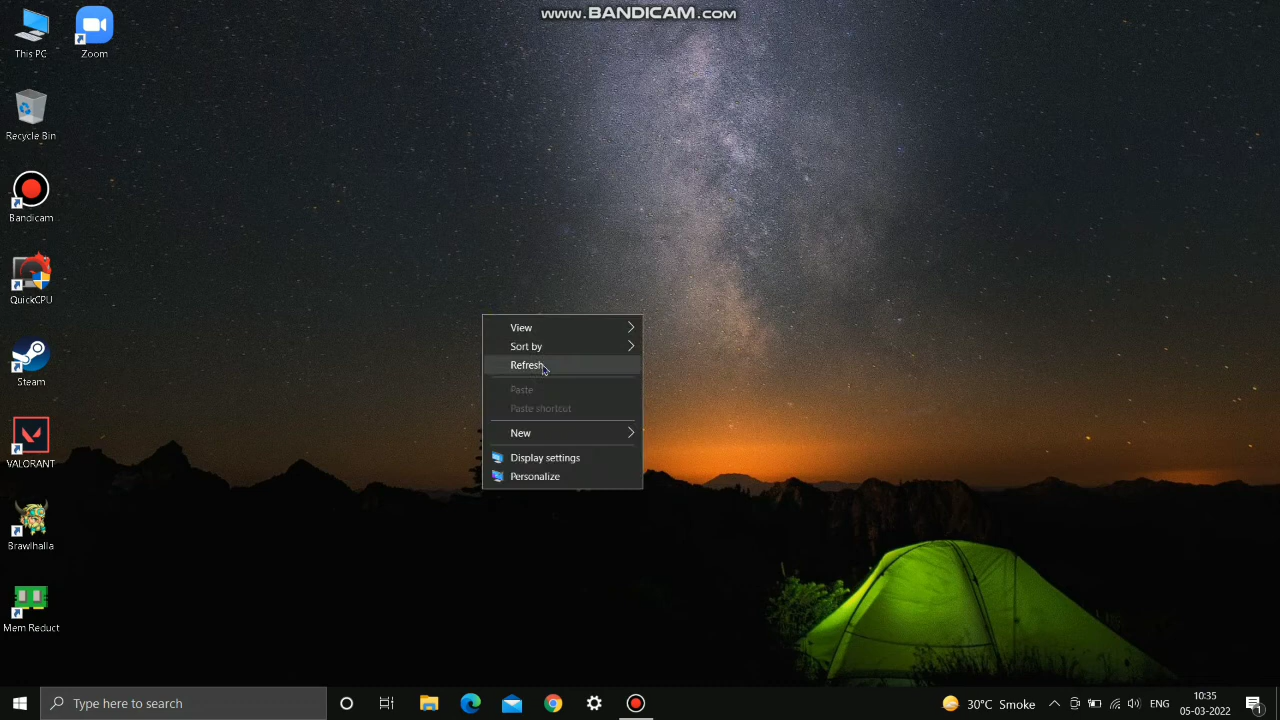 www.BANDICAM.com
This PC
Zoom
Recycle Bin
Bandicam
QuickCPU
Steam
VALORANT
Brawlhalla
Mem Reduct
View
Sort by
Refresh
Paste
Paste shortcut
New
Display settings
Personalize
Type here to search
30°C Smoke
ENG
10:35
05-03-2022
1